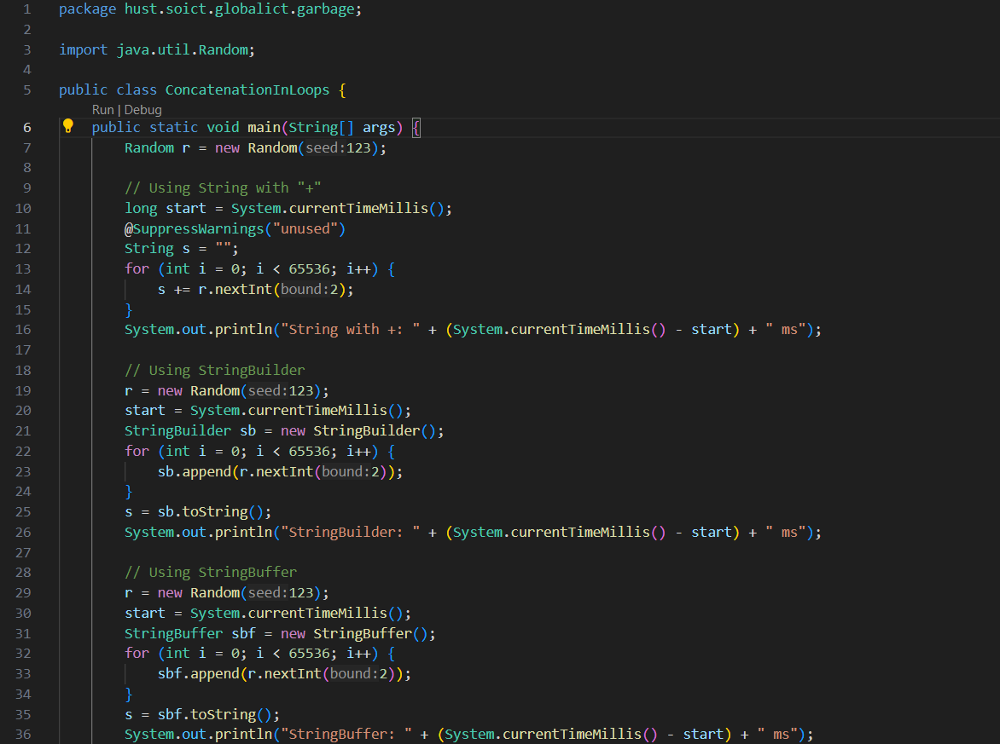 1 package hust.soict.globalict.garbage;
2
3 import java.util.Random;
4
5 public class ConcatenationInLoops {
Run | Debug
6 public static void main(String[] args) {
7 Random r = new Random(seed:123);
8
9 // Using String with "+"
10 long start = System.currentTimeMillis();
11 @SuppressWarnings("unused")
12 String s = "";
13 for (int i = 0; i < 65536; i++) {
14 s += r.nextInt(bound:2);
15 }
16 System.out.println("String with +: " + (System.currentTimeMillis() - start) + " ms");
17
18 // Using StringBuilder
19 r = new Random(seed:123);
20 start = System.currentTimeMillis();
21 StringBuilder sb = new StringBuilder();
22 for (int i = 0; i < 65536; i++) {
23 sb.append(r.nextInt(bound:2));
24 }
25 s = sb.toString();
26 System.out.println("StringBuilder: " + (System.currentTimeMillis() - start) + " ms");
27
28 // Using StringBuffer
29 r = new Random(seed:123);
30 start = System.currentTimeMillis();
31 StringBuffer sbf = new StringBuffer();
32 for (int i = 0; i < 65536; i++) {
33 sbf.append(r.nextInt(bound:2));
34 }
35 s = sbf.toString();
36 System.out.println("StringBuffer: " + (System.currentTimeMillis() - start) + " ms");